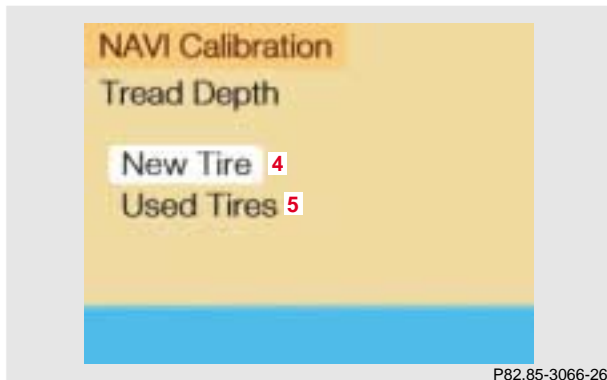 NAVI Calibration
Tread Depth
New Tire 4
Used Tires 5
P82.85-3066-26